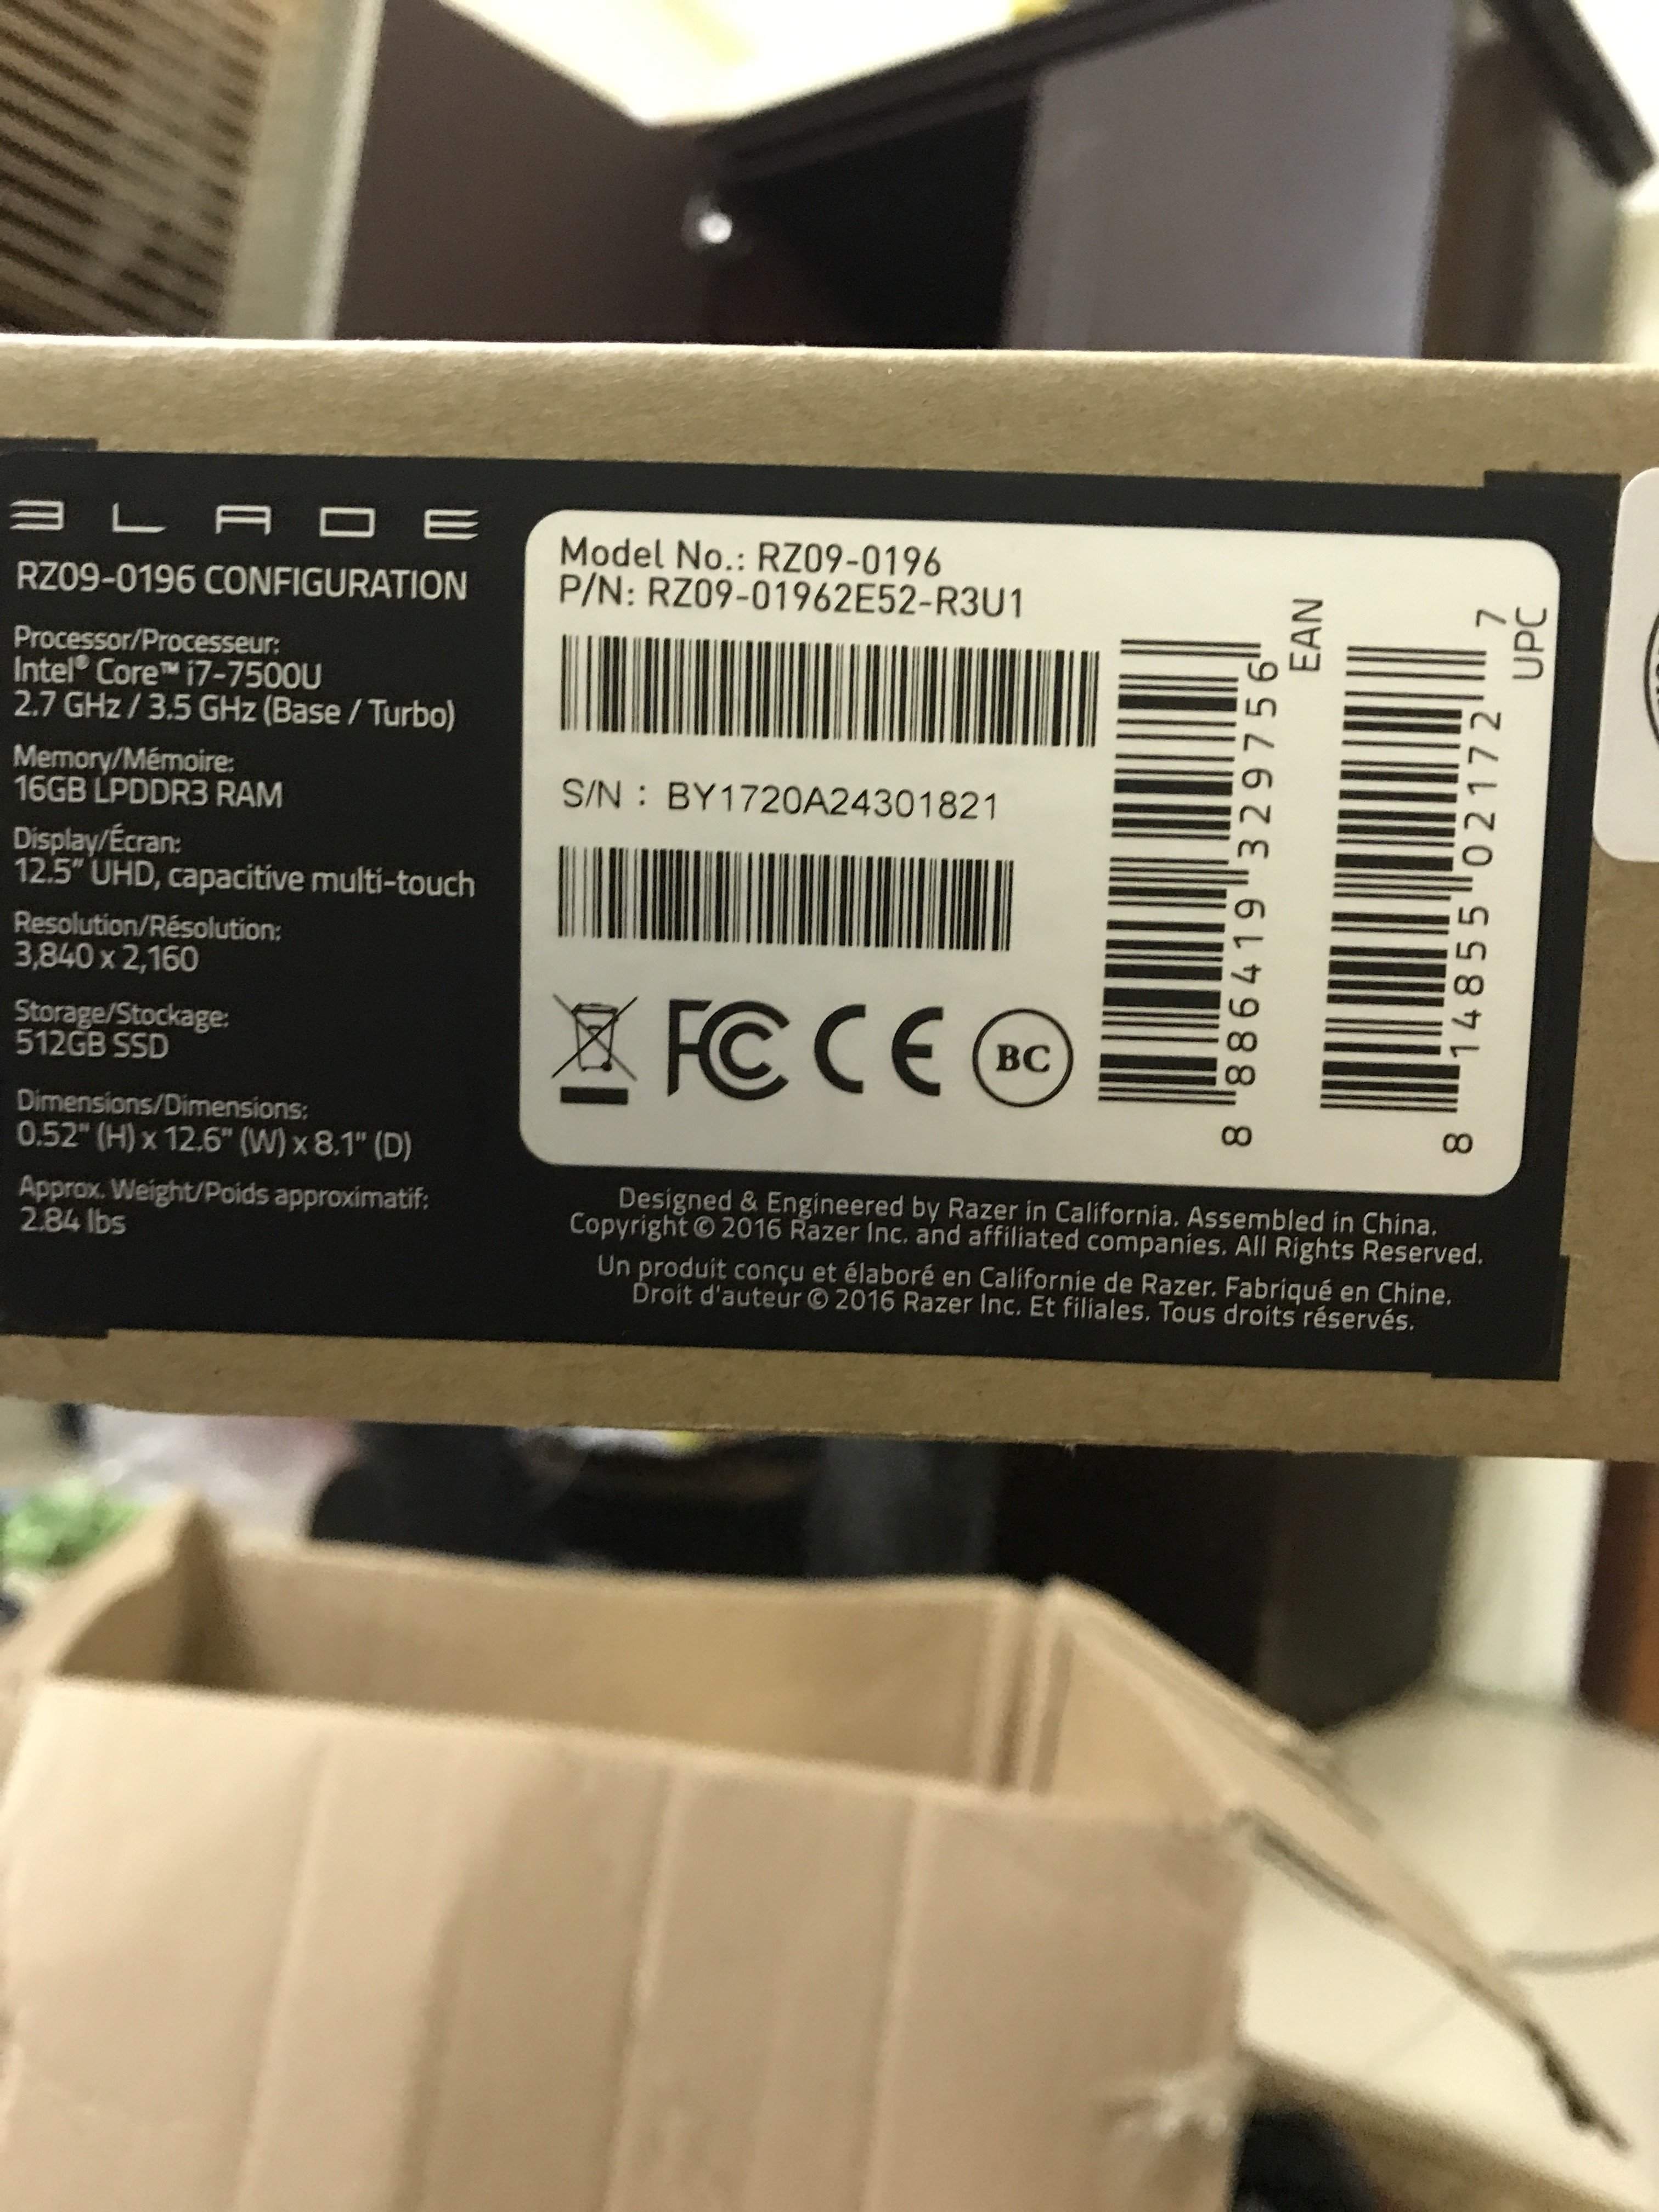 BLADE
RZ09-0196 CONFIGURATION
Processor/Processeur:
Intel® Core™ i7-7500U
2.7 GHz / 3.5 GHz (Base / Turbo)
Memory/Mémoire:
16GB LPDDR3 RAM
Display/Écran:
12.5" UHD, capacitive multi-touch
Resolution/Résolution:
3,840 x 2,160
Storage/Stockage:
512GB SSD
Dimensions/Dimensions:
0.52" (H) x 12.6" (W) x 8.1" (D)
Approx. Weight/Poids approximatif:
2.84 lbs
Model No.: RZ09-0196
P/N: RZ09-01962E52-R3U1
S/N : BY1720A24301821
FC CE BC
8 886419 329756
EAN
8 14855 02172 7
UPC
Designed & Engineered by Razer in California. Assembled in China.
Copyright © 2016 Razer Inc. and affiliated companies. All Rights Reserved.
Un produit conçu et élaboré en Californie de Razer. Fabriqué en Chine.
Droit d'auteur © 2016 Razer Inc. Et filiales. Tous droits réservés.